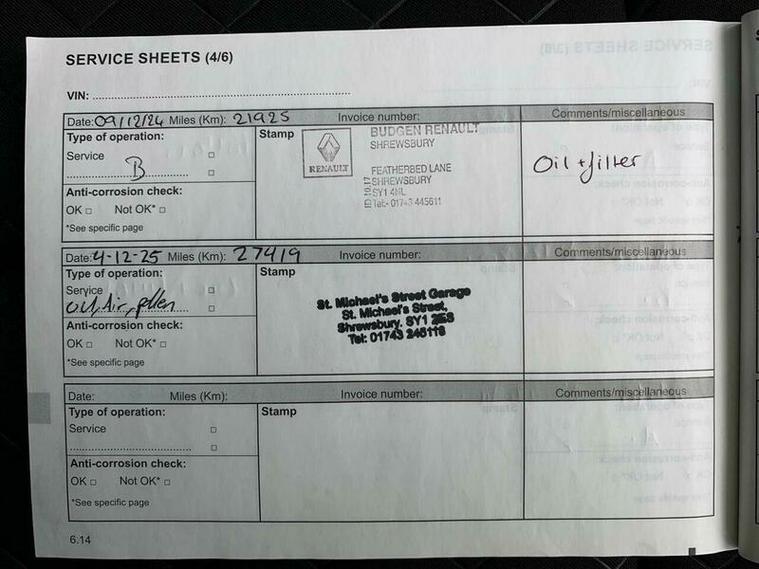 SERVICE SHEETS (4/6)
VIN:
Date: 09/12/24 Miles (Km): 21925 Invoice number: Comments/miscellaneous
Type of operation: Stamp
Service
B
Anti-corrosion check:
OK Not OK*
*See specific page
RENAULT
BUDGEN RENAULT
SHREWSBURY
FEATHERBED LANE
SHREWSBURY
SY1 4NL
Tel:- 01743 445611
Oil + filter
Date: 4-12-25 Miles (Km): 27419 Invoice number: Comments/miscellaneous
Type of operation: Stamp
Service
Oil, Air, pollen
Anti-corrosion check:
OK Not OK*
*See specific page
St. Michael's Street Garage
St. Michael's Street,
Shrewsbury. SY1 2ES
Tel: 01743 246118
Date: Miles (Km): Invoice number: Comments/miscellaneous
Type of operation: Stamp
Service
Anti-corrosion check:
OK Not OK*
*See specific page
6.14